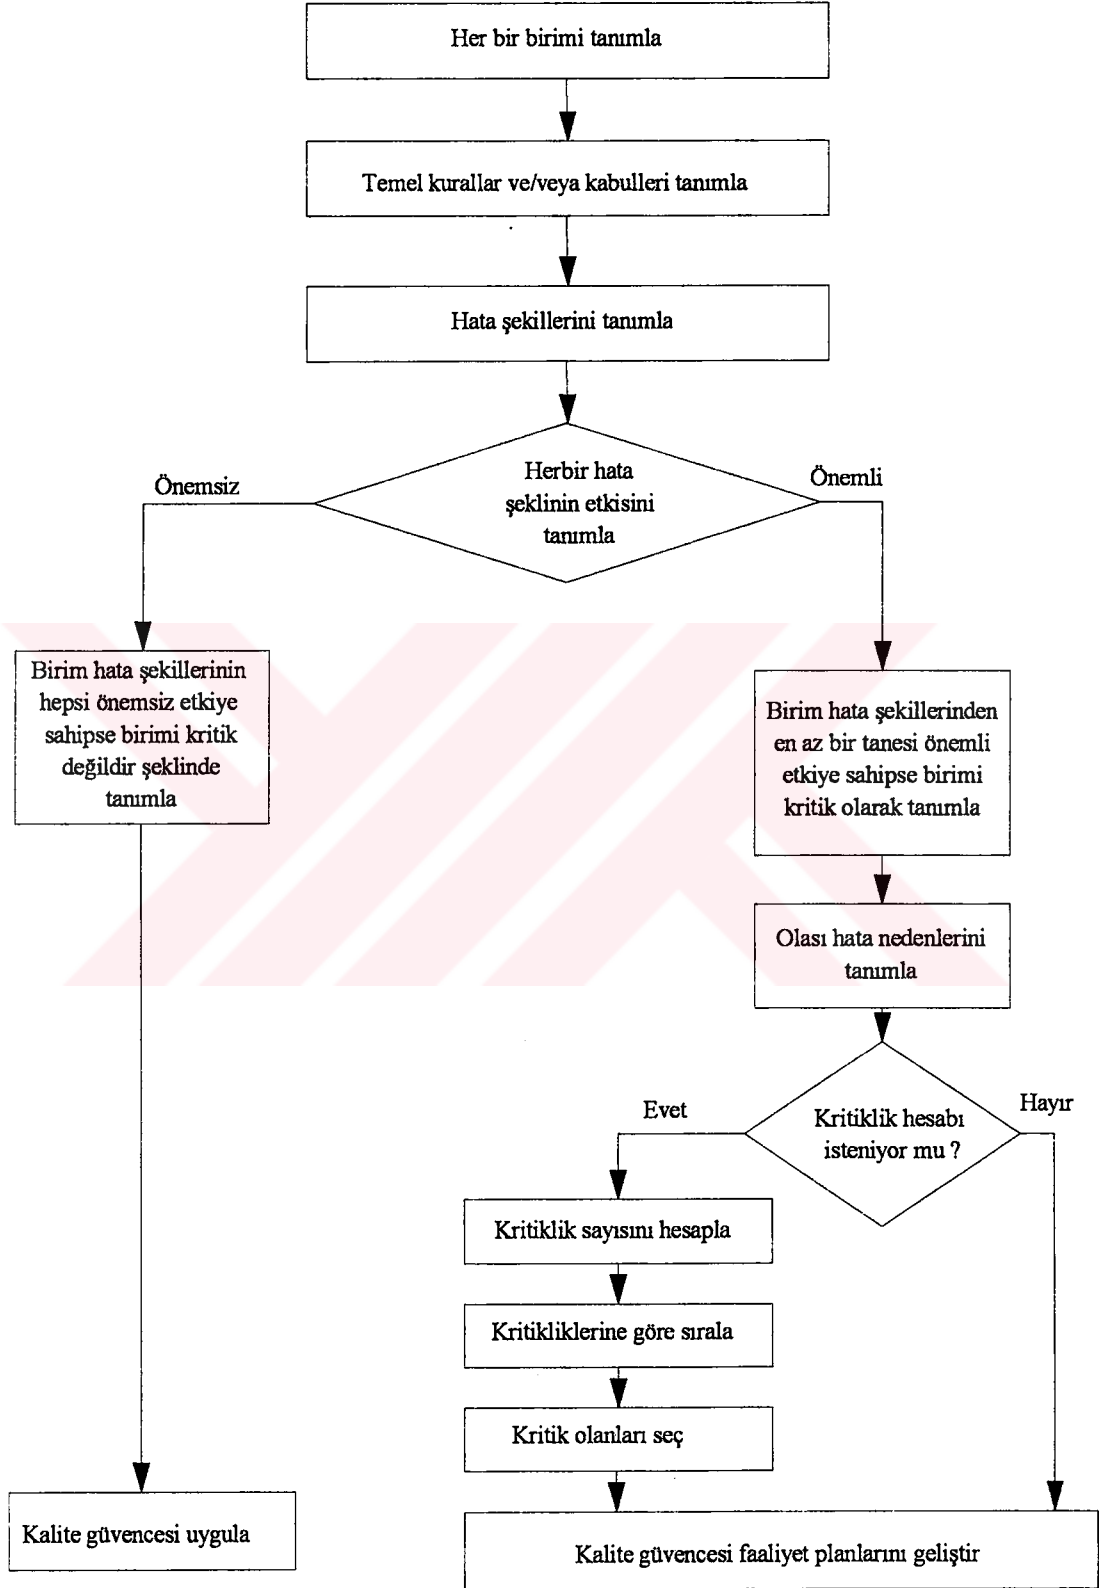 Her bir birimi tanımla
Temel kurallar ve/veya kabulleri tanımla
Hata şekillerini tanımla
Herbir hata
şeklinin etkisini
tanımla
Önemsiz
Önemli
Birim hata şekillerinin
hepsi önemsiz etkiye
sahipse birimi kritik
değildir şeklinde
tanımla
Birim hata şekillerinden
en az bir tanesi önemli
etkiye sahipse birimi
kritik olarak tanımla
Olası hata nedenlerini
tanımla
Kritiklik hesabı
isteniyor mu ?
Evet
Hayır
Kritiklik sayısını hesapla
Kritikliklerine göre sırala
Kritik olanları seç
Kalite güvencesi uygula
Kalite güvencesi faaliyet planlarını geliştir